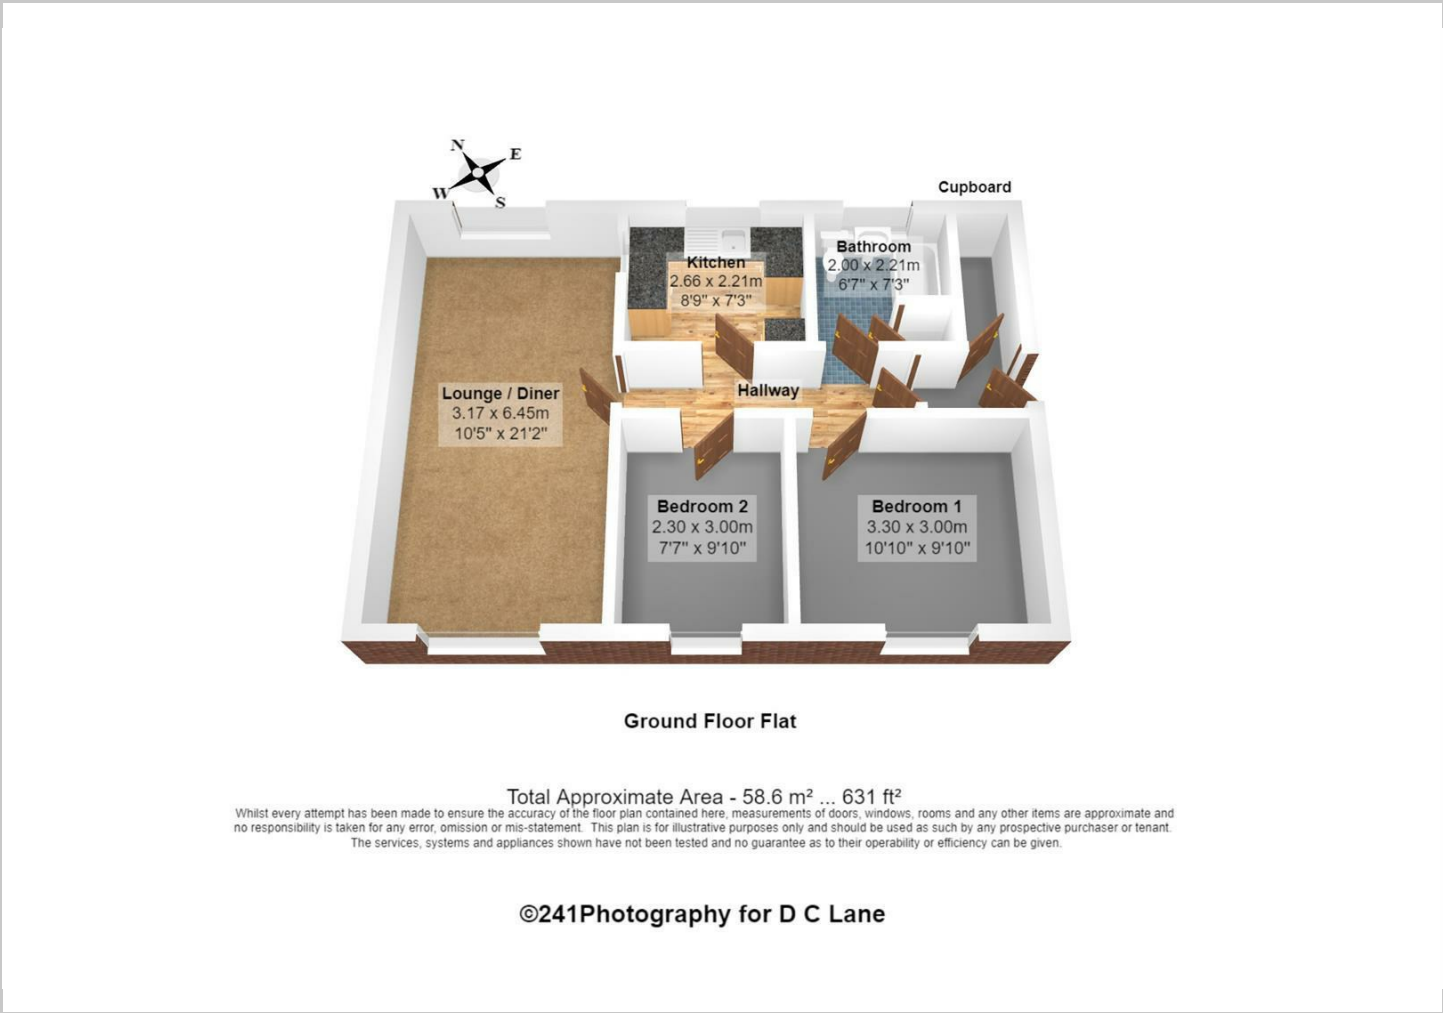 N
E
W
S
Cupboard
Kitchen
2.66 x 2.21m
8'9" x 7'3"
Bathroom
2.00 x 2.21m
6'7" x 7'3"
Lounge / Diner
3.17 x 6.45m
10'5" x 21'2"
Hallway
Bedroom 2
2.30 x 3.00m
7'7" x 9'10"
Bedroom 1
3.30 x 3.00m
10'10" x 9'10"
Ground Floor Flat
Total Approximate Area - 58.6 m² ... 631 ft²
Whilst every attempt has been made to ensure the accuracy of the floor plan contained here, measurements of doors, windows, rooms and any other items are approximate and
no responsibility is taken for any error, omission or mis-statement. This plan is for illustrative purposes only and should be used as such by any prospective purchaser or tenant.
The services, systems and appliances shown have not been tested and no guarantee as to their operability or efficiency can be given.
©241Photography for D C Lane